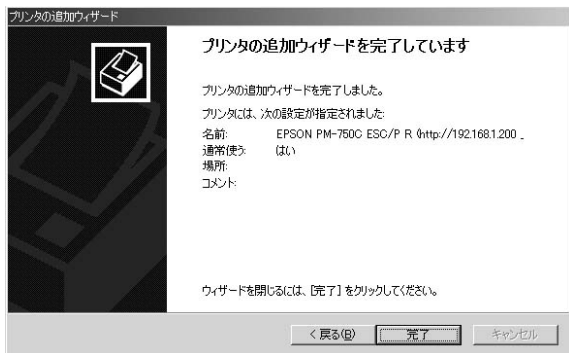 プリンタの追加ウィザード
プリンタの追加ウィザードを完了しています
プリンタの追加ウィザードを完了しました。
プリンタには、次の設定が指定されました:
名前: EPSON PM-750C ESC/P R (http://192.168.1.200 _
通常使う: はい
場所:
コメント:
ウィザードを閉じるには、[完了] をクリックしてください。
< 戻る(B) 完了 キャンセル